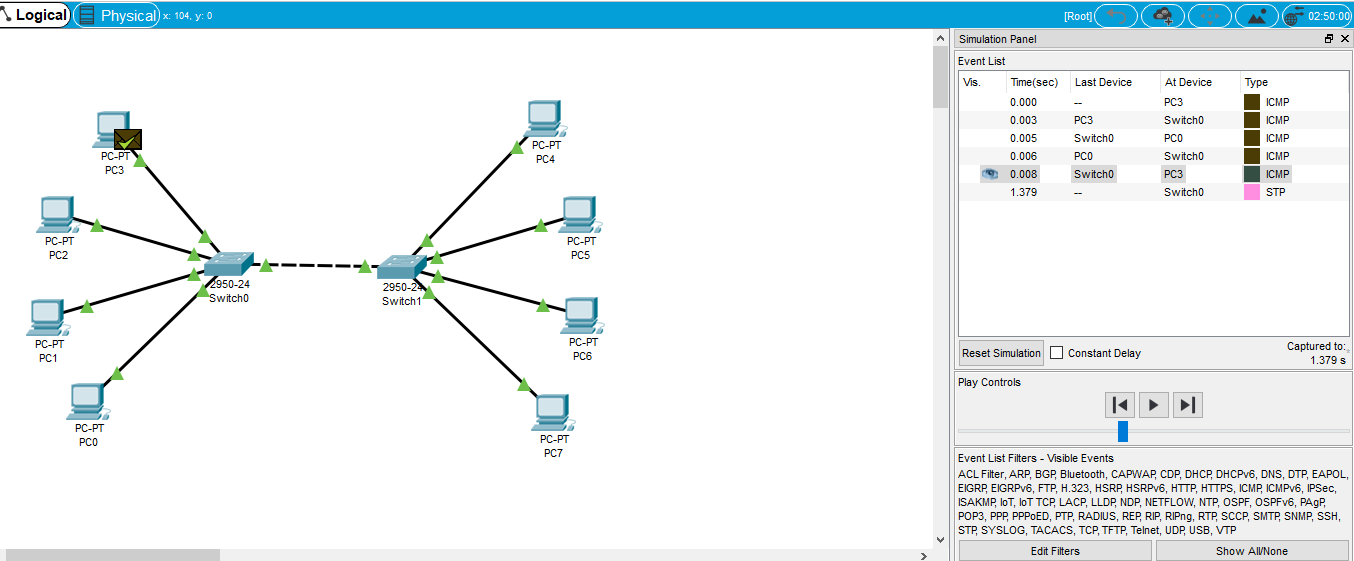 Logical Physical x: 104, y: 0 [Root] 02:50:00
Simulation Panel
Event List
Vis. Time(sec) Last Device At Device Type
0.000 -- PC3 ICMP
0.003 PC3 Switch0 ICMP
0.005 Switch0 PC0 ICMP
0.006 PC0 Switch0 ICMP
0.008 Switch0 PC3 ICMP
1.379 -- Switch0 STP
Reset Simulation Constant Delay Captured to:
1.379 s
Play Controls
Event List Filters - Visible Events
ACL Filter, ARP, BGP, Bluetooth, CAPWAP, CDP, DHCP, DHCPv6, DNS, DTP, EAPOL,
EIGRP, EIGRPv6, FTP, H.323, HSRP, HSRPv6, HTTP, HTTPS, ICMP, ICMPv6, IPSec,
ISAKMP, IoT, IoT TCP, LACP, LLDP, NDP, NETFLOW, NTP, OSPF, OSPFv6, PAgP,
POP3, PPP, PPPoED, PTP, RADIUS, REP, RIP, RIPng, RTP, SCCP, SMTP, SNMP, SSH,
STP, SYSLOG, TACACS, TCP, TFTP, Telnet, UDP, USB, VTP
Edit Filters Show All/None
PC-PT
PC3
PC-PT
PC2
PC-PT
PC1
PC-PT
PC0
2950-24
Switch0
2950-24
Switch1
PC-PT
PC4
PC-PT
PC5
PC-PT
PC6
PC-PT
PC7